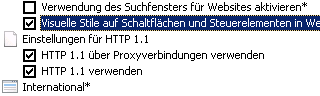 Verwendung des Suchfensters für Websites aktivieren*
Visuelle Stile auf Schaltflächen und Steuerelementen in We
Einstellungen für HTTP 1.1
HTTP 1.1 über Proxyverbindungen verwenden
HTTP 1.1 verwenden
International*